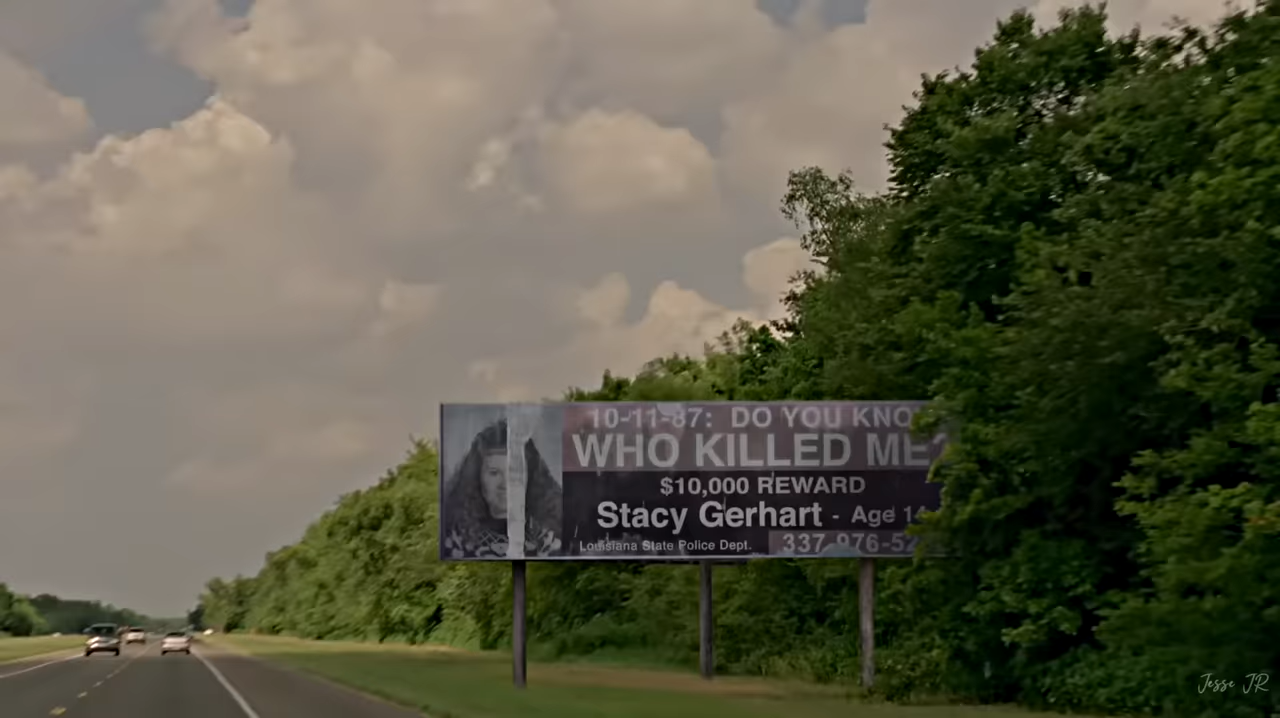 10-11-87: DO YOU KNO
WHO KILLED ME?
$10,000 REWARD
Stacy Gerhart - Age 14
Louisiana State Police Dept.
337-976-52
Jesse JR